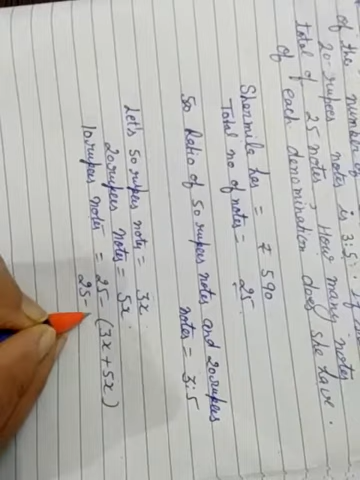 of the number
20 rupees notes is 3:5. If
total of 25 notes, How many notes
of each denomination does she have.
Sharmila has = ₹ 590
Total no of notes = 25.
So Ratio of 50 rupees notes and 20 rupees
notes = 3:5
Let's 50 rupees notes = 3x
20 rupees notes = 5x.
10 rupees notes = 25 - (3x + 5x)
25 -